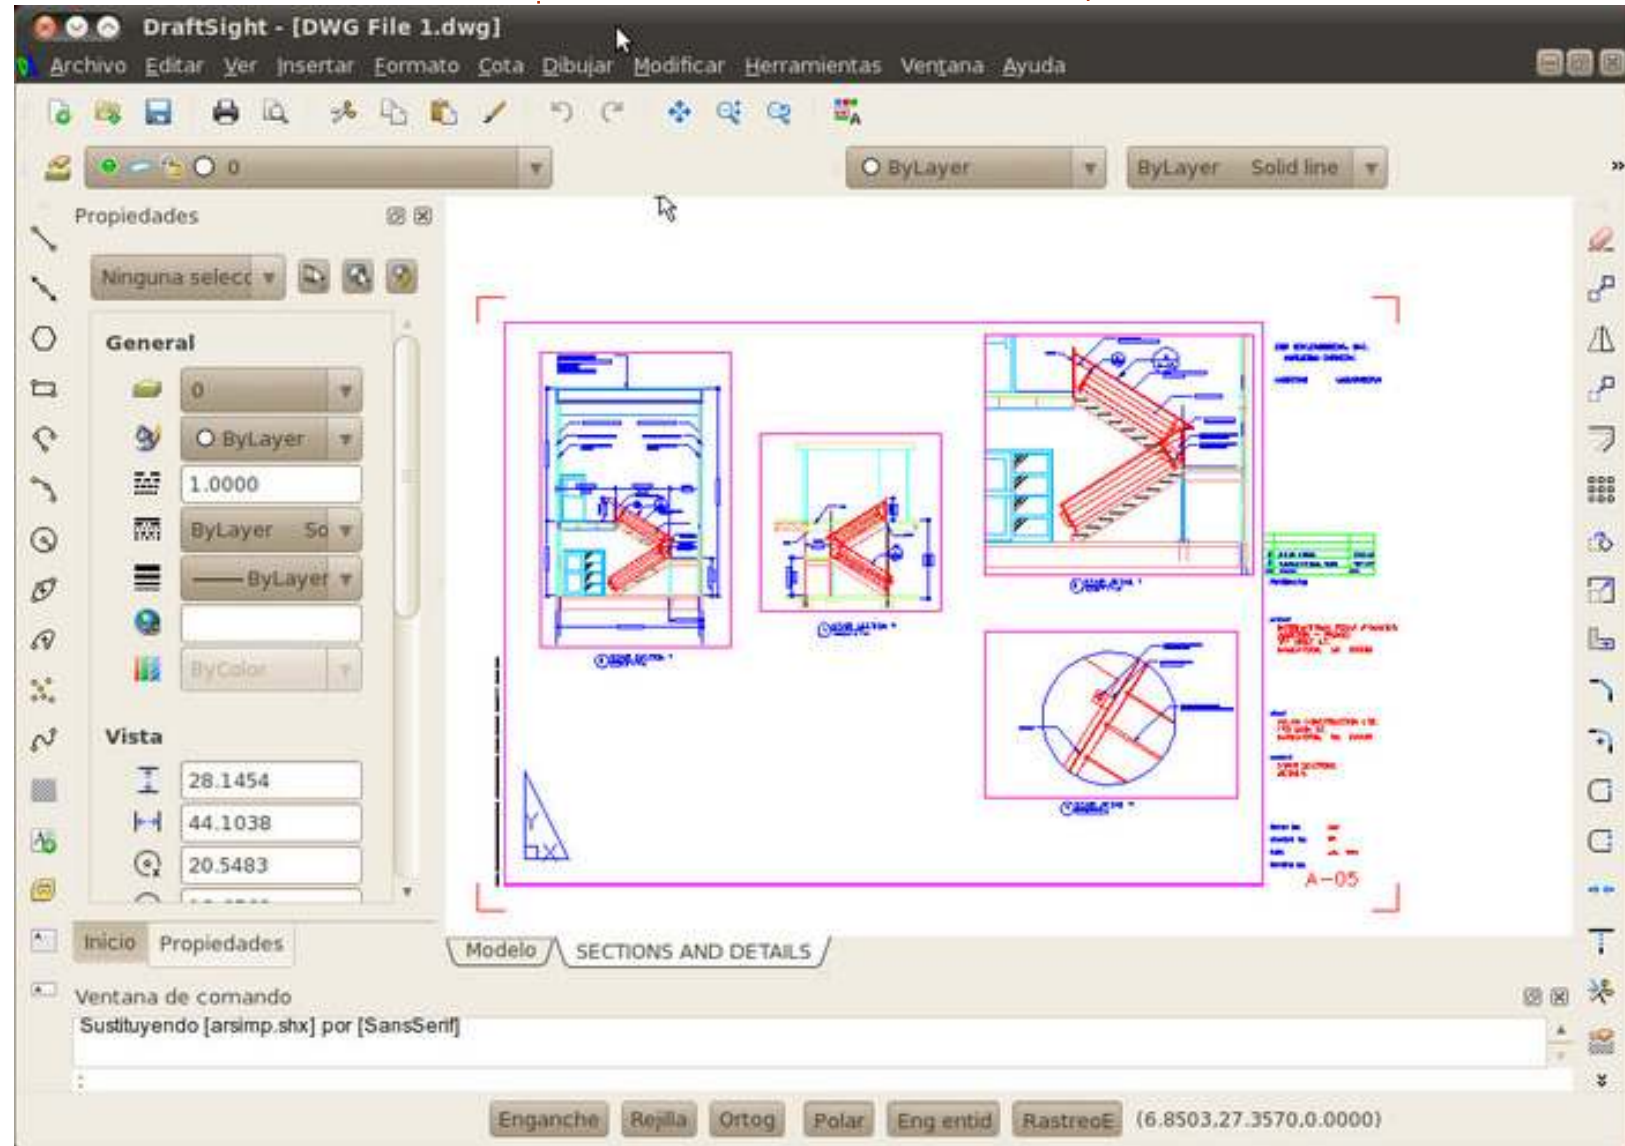 DraftSight - [DWG File 1.dwg]
Archivo Editar Ver Insertar Formato Cota Dibujar Modificar Herramientas Ventana Ayuda
0 ByLayer ByLayer Solid line
Propiedades
Ninguna selecc
General
0
ByLayer
1.0000
ByLayer So
ByLayer
ByColor
Vista
28.1454
44.1038
20.5483
Y
X
A-05
Inicio Propiedades
Modelo SECTIONS AND DETAILS
Ventana de comando
Sustituyendo [arsimp.shx] por [SansSerif]
:
Enganche Rejilla Ortog Polar Eng entid RastreoE (6.8503,27.3570,0.0000)